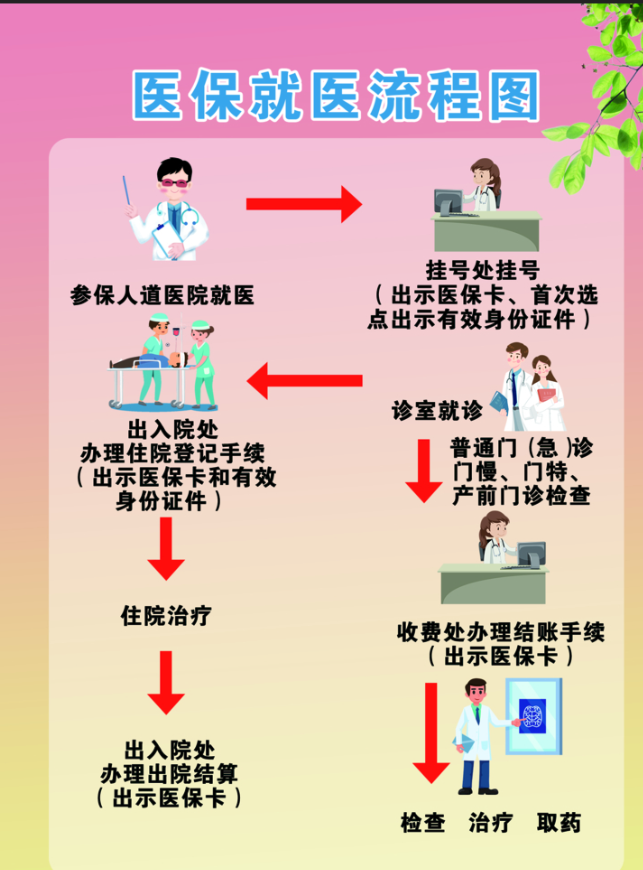 医保就医流程图
参保人道医院就医
挂号处挂号
（出示医保卡、首次选
点出示有效身份证件）
诊室就诊
普通门（急）诊
门慢、门特、
产前门诊检查
出入院处
办理住院登记手续
（出示医保卡和有效
身份证件）
住院治疗
出入院处
办理出院结算
（出示医保卡）
收费处办理结账手续
（出示医保卡）
检查 治疗 取药